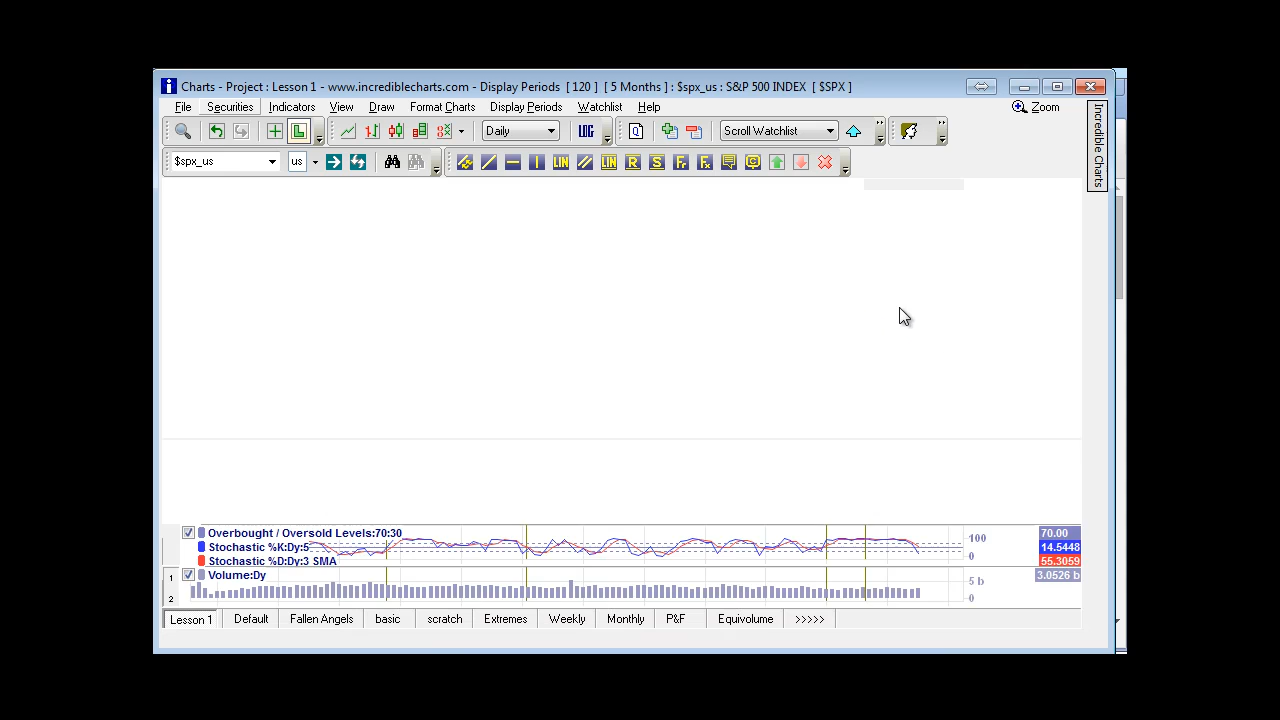 Charts - Project : Lesson 1 - www.incrediblecharts.com - Display Periods [ 120 ] [ 5 Months ] : $spx_us : S&P 500 INDEX [ $SPX ]
File Securities Indicators View Draw Format Charts Display Periods Watchlist Help Zoom
Daily LOG Scroll Watchlist
$spx_us us LIN LIN R S
Incredible Charts
Overbought / Oversold Levels:70:30 70.00
Stochastic %K:Dy:5 100 14.5448
Stochastic %D:Dy:3 SMA 0 55.3059
1 Volume:Dy 5 b 3.0526 b
2 0
Lesson 1 Default Fallen Angels basic scratch Extremes Weekly Monthly P&F Equivolume >>>>>